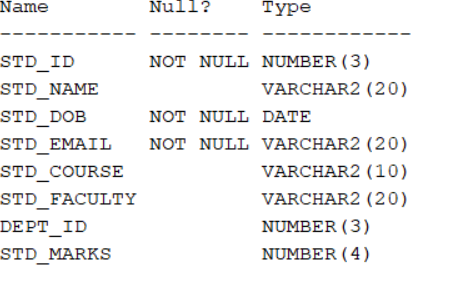 Name Null? Type
----------- -------- ------------
STD_ID NOT NULL NUMBER(3)
STD_NAME VARCHAR2(20)
STD_DOB NOT NULL DATE
STD_EMAIL NOT NULL VARCHAR2(20)
STD_COURSE VARCHAR2(10)
STD_FACULTY VARCHAR2(20)
DEPT_ID NUMBER(3)
STD_MARKS NUMBER(4)